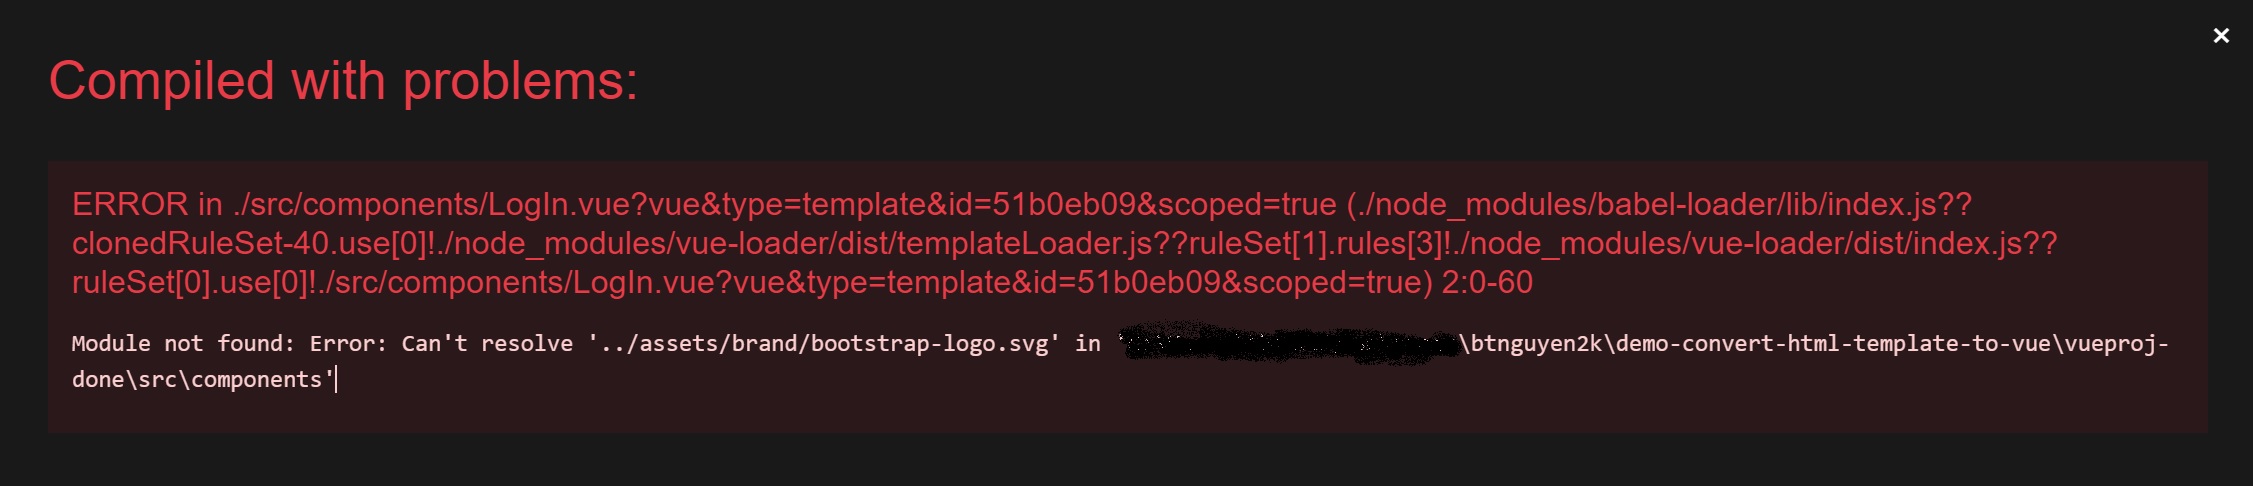 Compiled with problems:
×
ERROR in ./src/components/LogIn.vue?vue&type=template&id=51b0eb09&scoped=true (./node_modules/babel-loader/lib/index.js??
clonedRuleSet-40.use[0]!./node_modules/vue-loader/dist/templateLoader.js??ruleSet[1].rules[3]!./node_modules/vue-loader/dist/index.js??
ruleSet[0].use[0]!./src/components/LogIn.vue?vue&type=template&id=51b0eb09&scoped=true) 2:0-60
Module not found: Error: Can't resolve '../assets/brand/bootstrap-logo.svg' in \btnguyen2k\demo-convert-html-template-to-vue\vueproj-
done\src\components'